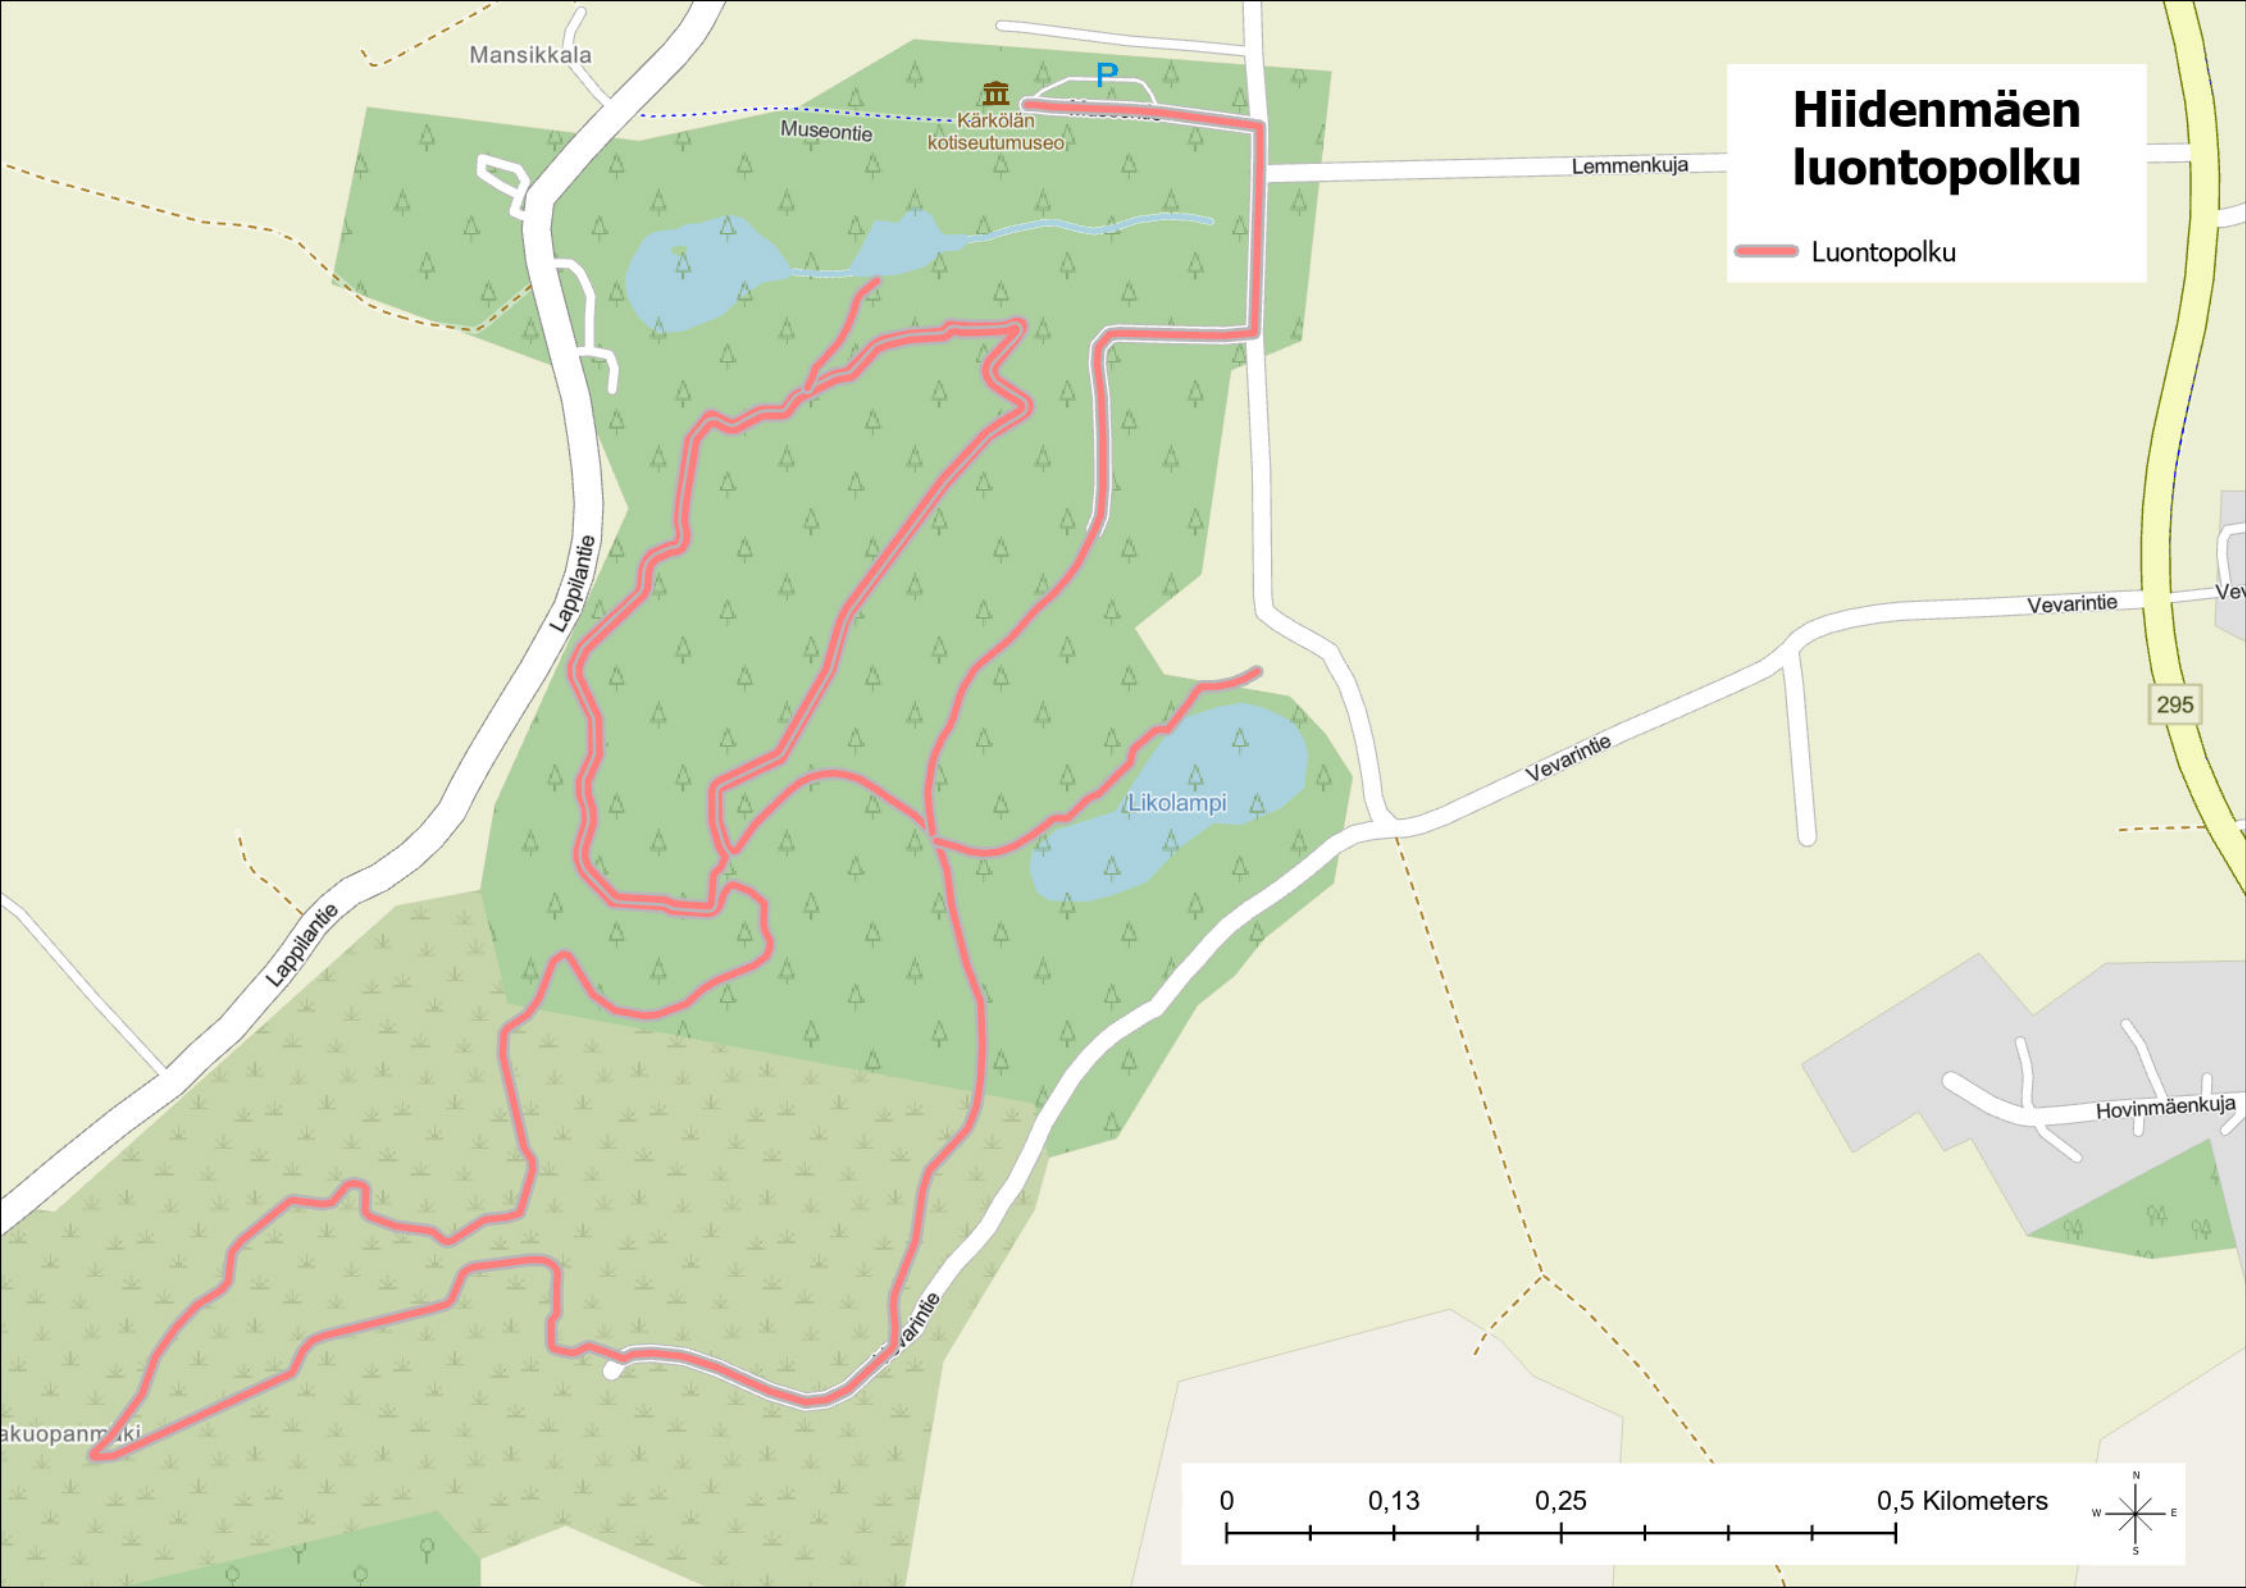 Mansikkala
P
Museontie
Kärkölän
kotiseutumuseo
Hiidenmäen
luontopolku
Luontopolku
Lemmenkuja
Lappilantie
Vevarintie
295
Vevarintie
Likolampi
Lappilantie
Hovinmäenkuja
0 0,13 0,25 0,5 Kilometers
N
W E
S